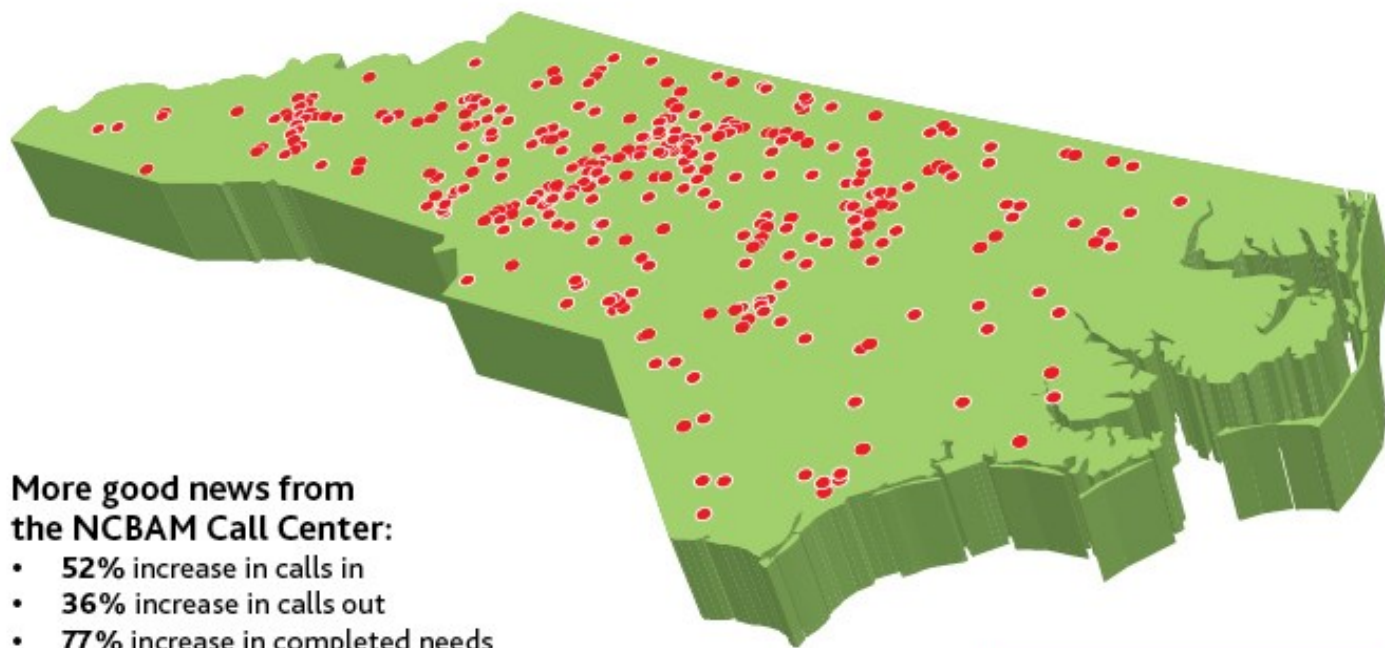 More good news from
the NCBAM Call Center:
• 52% increase in calls in
• 36% increase in calls out
• 77% increase in completed needs